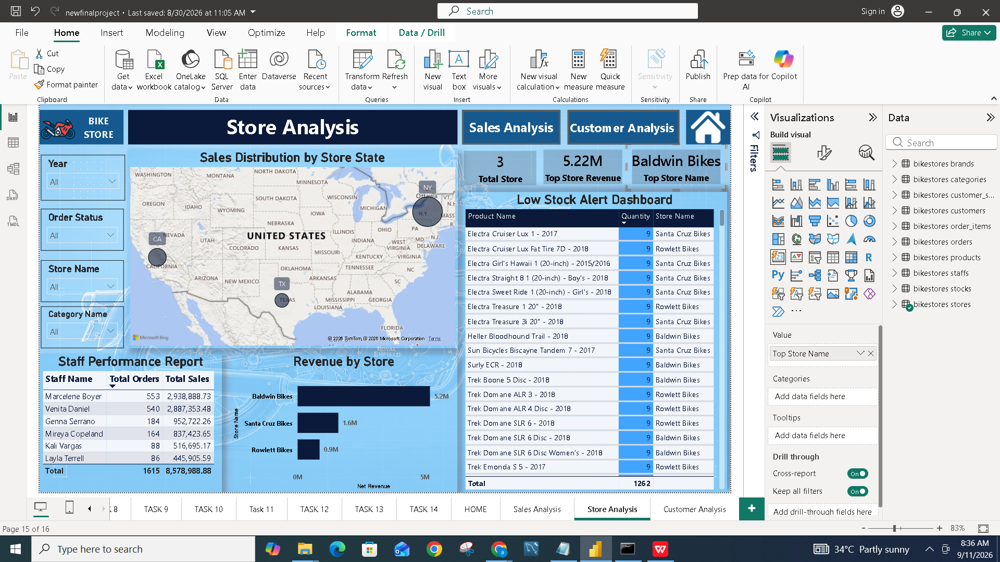 newfinalproject • Last saved: 8/30/2026 at 11:05 AM
Search
Sign in
File
Home
Insert
Modeling
View
Optimize
Help
Format
Data / Drill
Share
Paste
Cut
Copy
Format painter
Clipboard
Get data
Excel workbook
OneLake catalog
SQL Server
Enter data
Dataverse
Recent sources
Data
Transform data
Refresh
Queries
New visual
Text box
More visuals
Insert
New visual calculation
New measure
Quick measure
Calculations
Sensitivity
Sensitivity
Publish
Share
Prep data for AI
Copilot
Copilot
BIKE STORE
Store Analysis
Sales Analysis
Customer Analysis
Year
All
Order Status
All
Store Name
All
Category Name
All
Sales Distribution by Store State
WASHINGTON
MONTANA
NORTH DAKOTA
MINNESOTA
OREGON
IDAHO
WYOMING
SOUTH DAKOTA
WISCONSIN
MICHIGAN
NY
Ottawa
VT.
N.Y.
MASS
IOWA
NEBRASKA
CA
NEVADA
UTAH
COLORADO
UNITED STATES
KANSAS
ILLINOIS
INDIANA
OHIO
PA
N.J.
MD.
DELAWARE
WEST VIRGINIA
VIRGINIA
MISSOURI
KENTUCKY
CALIFORNIA
ARIZONA
NEW MEXICO
OKLAHOMA
ARKANSAS
TENNESSEE
NC
SC
TX
TEXAS
MISSISSIPPI
ALABAMA
GEORGIA
LOUISIANA
FLORIDA
Microsoft Bing
© 2026 TomTom, © 2026 Microsoft Corporation Terms
3
Total Store
5.22M
Top Store Revenue
Baldwin Bikes
Top Store Name
Low Stock Alert Dashboard
Product Name Quantity Store Name
Electra Cruiser Lux 1 - 2017 9 Santa Cruz Bikes
Electra Cruiser Lux Fat Tire 7D - 2018 9 Rowlett Bikes
Electra Girl's Hawaii 1 (20-inch) - 2015/2016 9 Santa Cruz Bikes
Electra Straight 8 1 (20-inch) - Boy's - 2018 9 Santa Cruz Bikes
Electra Sweet Ride 1 (20-inch) - Girl's - 2018 9 Santa Cruz Bikes
Electra Treasure 1 20" - 2018 9 Rowlett Bikes
Electra Treasure 3i 20" - 2018 9 Santa Cruz Bikes
Heller Bloodhound Trail - 2018 9 Baldwin Bikes
Sun Bicycles Biscayne Tandem 7 - 2017 9 Santa Cruz Bikes
Surly ECR - 2018 9 Baldwin Bikes
Trek Boone 5 Disc - 2018 9 Baldwin Bikes
Trek Domane ALR 3 - 2018 9 Rowlett Bikes
Trek Domane ALR 4 Disc - 2018 9 Rowlett Bikes
Trek Domane SLR 6 - 2018 9 Rowlett Bikes
Trek Domane SLR 6 Disc - 2018 9 Baldwin Bikes
Trek Domane SLR 6 Disc Women's - 2018 9 Baldwin Bikes
Trek Emonda S 5 - 2017 9 Rowlett Bikes
Total 1262
Staff Performance Report
Staff Name Total Orders Total Sales
Marcelene Boyer 553 2,938,888.73
Venita Daniel 540 2,887,353.48
Genna Serrano 184 952,722.26
Mireya Copeland 164 837,423.65
Kali Vargas 88 516,695.17
Layla Terrell 86 445,905.59
Total 1615 8,578,988.88
Revenue by Store
ROYAL ENFIELD
Store Name
Baldwin Bikes 5.2M
Santa Cruz Bikes 1.6M
Rowlett Bikes 0.9M
0M 5M
Net Revenue
Filters
Visualizations
Build visual
Value
Top Store Name
Categories
Add data fields here
Tooltips
Add data fields here
Drill through
Cross-report On
Keep all filters On
Add drill-through fields here
Data
Search
bikestores brands
bikestores categories
bikestores customer_s...
bikestores customers
bikestores order_items
bikestores orders
bikestores products
bikestores staffs
bikestores stocks
bikestores stores
8
TASK 9
TASK 10
Task 11
TASK 12
TASK 13
TASK 14
HOME
Sales Analysis
Store Analysis
Customer Analysis
Page 15 of 16
83%
Type here to search
34°C Partly sunny
8:36 AM
9/11/2026